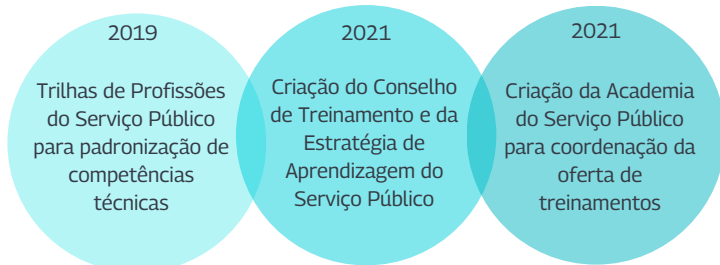 2019
Trilhas de Profissões
do Serviço Público
para padronização de
competências
técnicas
2021
Criação do Conselho
de Treinamento e da
Estratégia de
Aprendizagem do
Serviço Público
2021
Criação da Academia
do Serviço Público
para coordenação da
oferta de
treinamentos